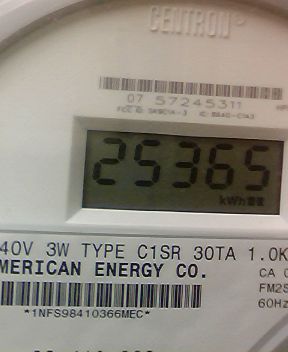 CENTRON
07 57245311
25365
kWh
40V 3W TYPE C1SR 30TA 1.0K
MERICAN ENERGY CO.
CA
FM2S
60Hz
*1NFS98410366MEC*